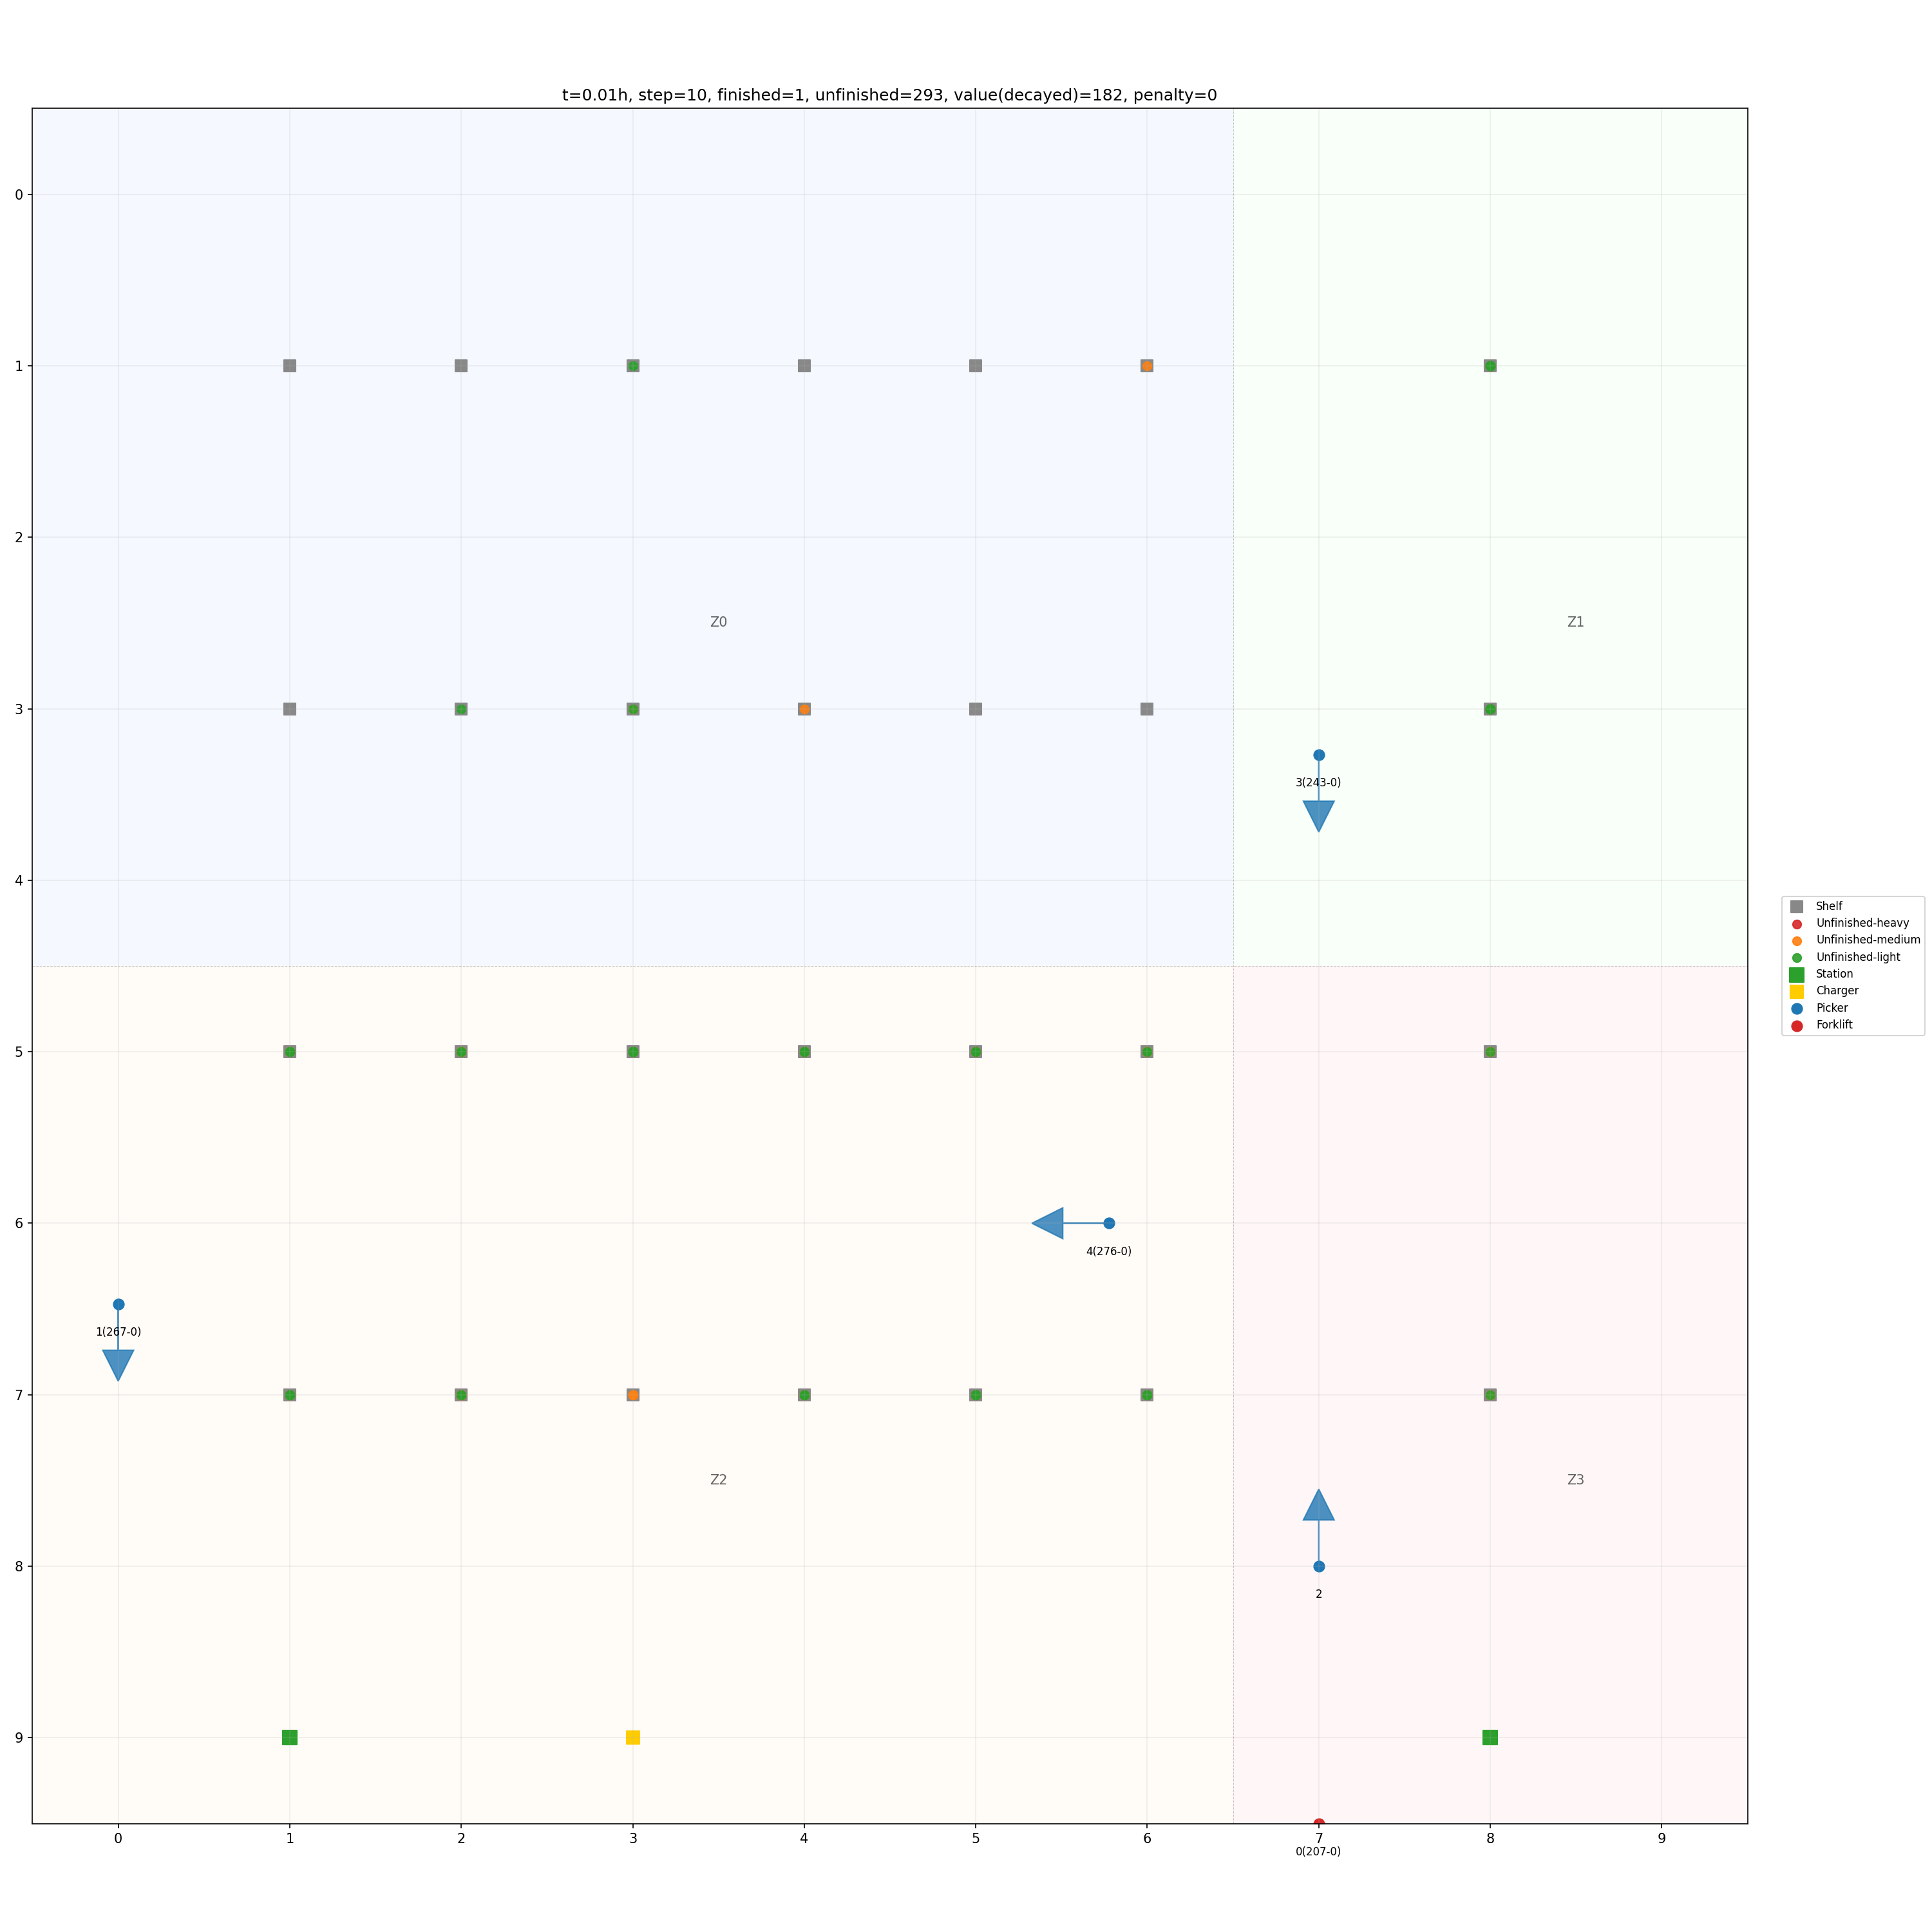 t=0.01h, step=10, finished=1, unfinished=293, value(decayed)=182, penalty=0
0
1
2
Z0
Z1
3
3(243-0)
4
Shelf
Unfinished-heavy
Unfinished-medium
Unfinished-light
Station
Charger
Picker
Forklift
5
6
4(276-0)
1(267-0)
7
Z2
Z3
8
2
9
0 1 2 3 4 5 6 7 8 9
0(207-0)